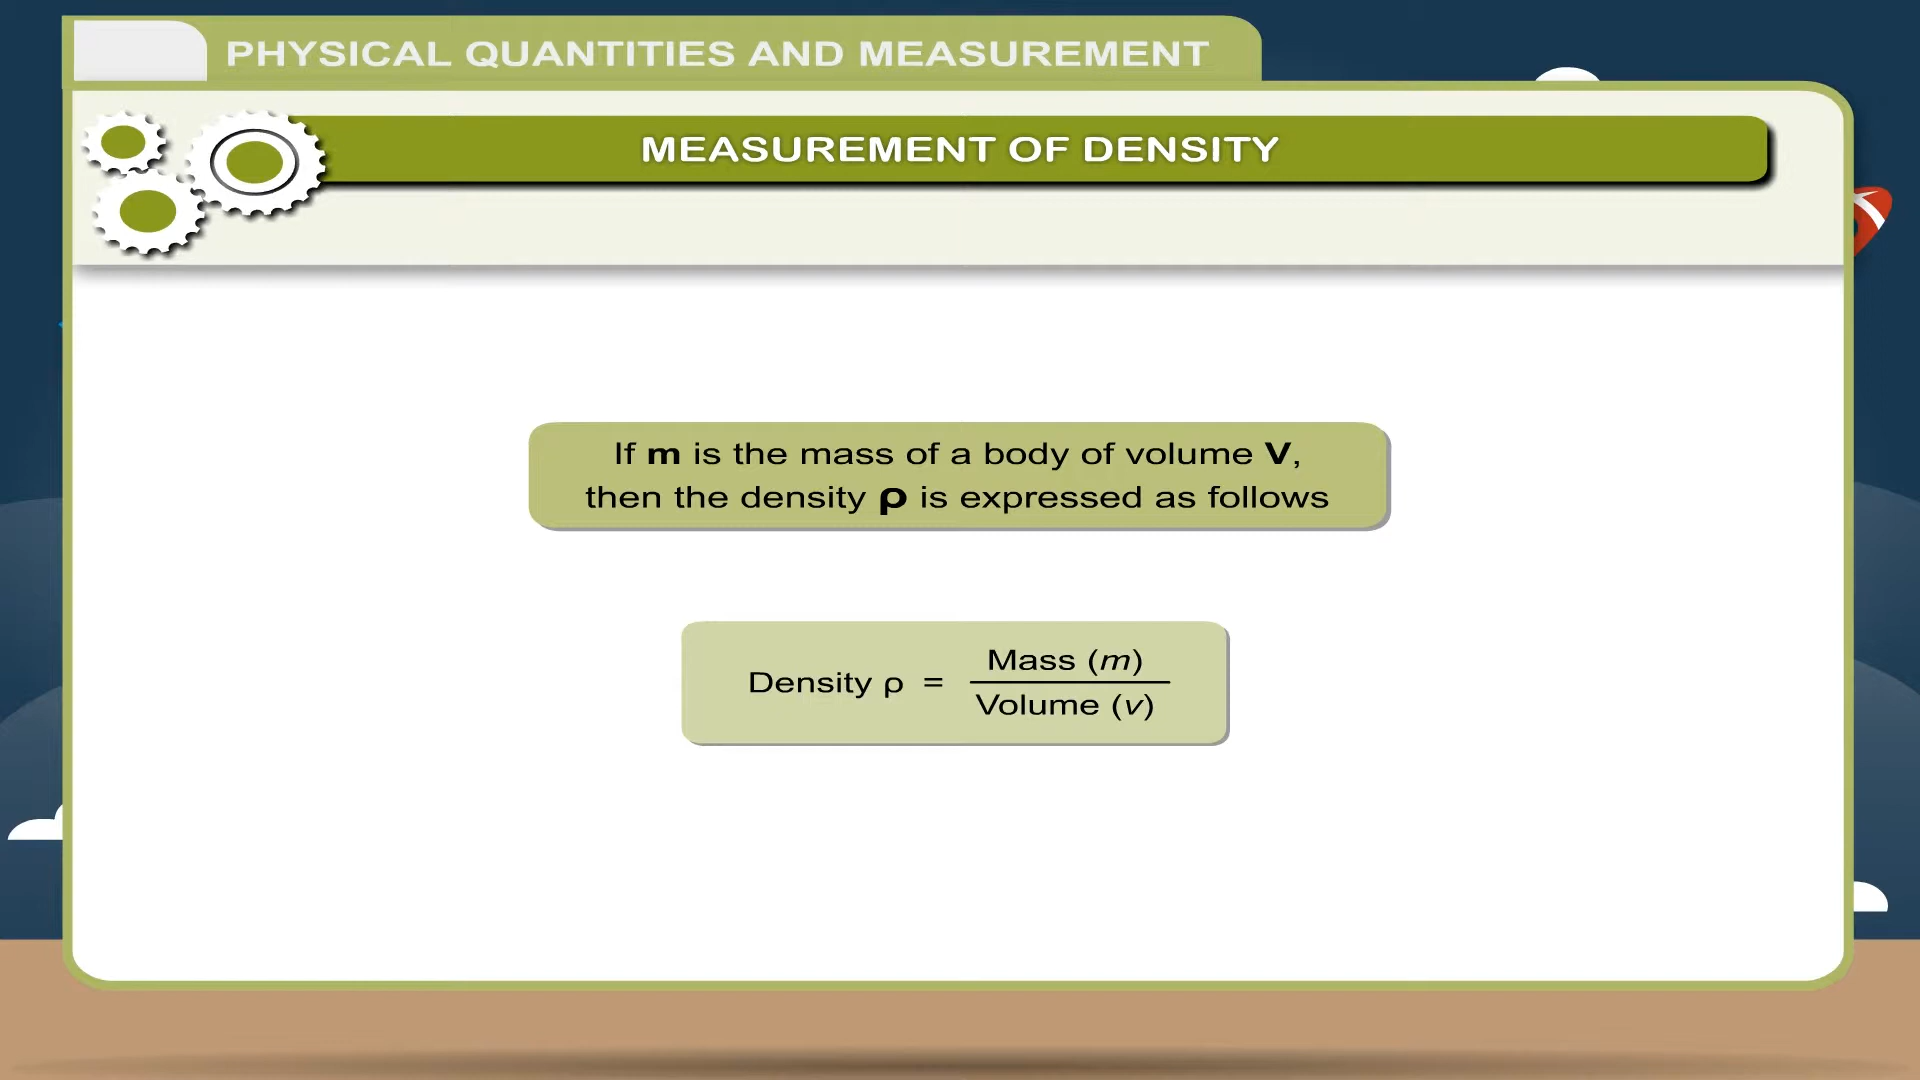 PHYSICAL QUANTITIES AND MEASUREMENT
MEASUREMENT OF DENSITY
If m is the mass of a body of volume V,
then the density ρ is expressed as follows
Density ρ = Mass (m)
Volume (v)